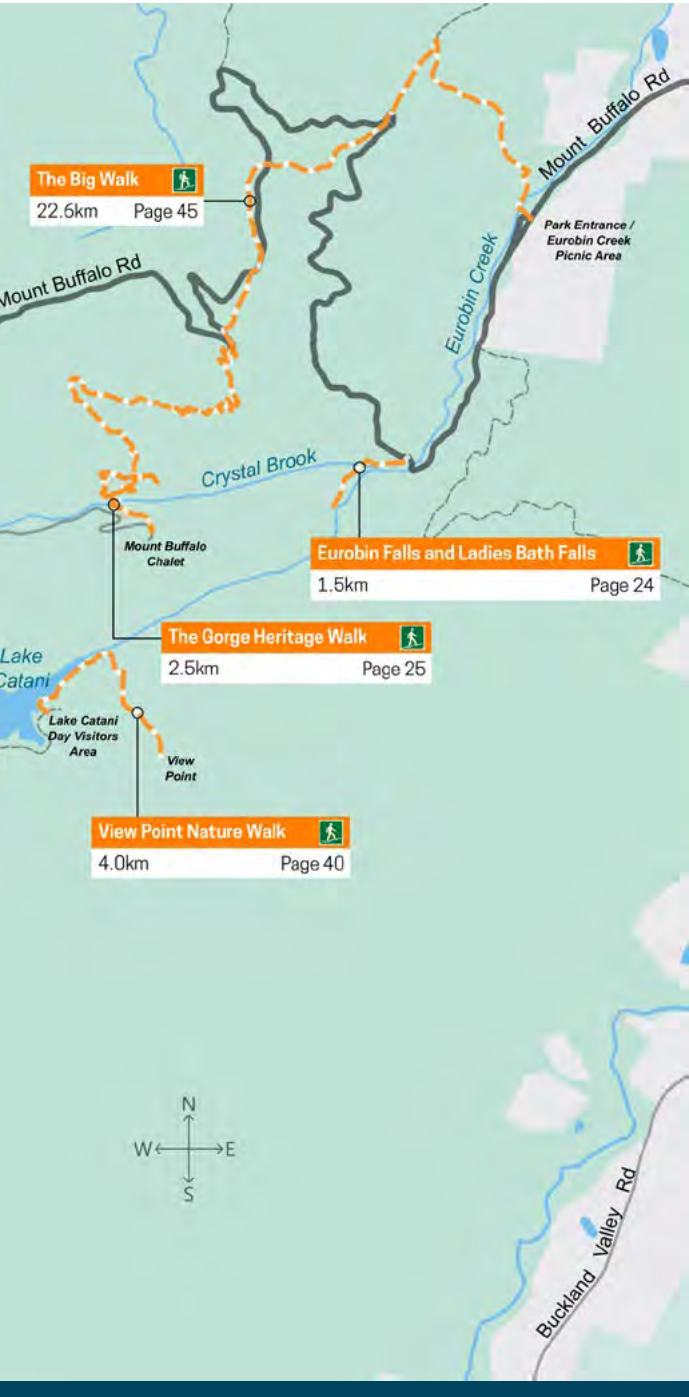 Mount Buffalo Rd
The Big Walk
22.6km Page 45
Park Entrance /
Eurobin Creek
Picnic Area
Mount Buffalo Rd
Eurobin Creek
Crystal Brook
Mount Buffalo
Chalet
Eurobin Falls and Ladies Bath Falls
1.5km Page 24
The Gorge Heritage Walk
2.5km Page 25
Lake
Catani
Lake Catani
Day Visitors
Area
View
Point
View Point Nature Walk
4.0km Page 40
N
W E
S
Buckland Valley Rd